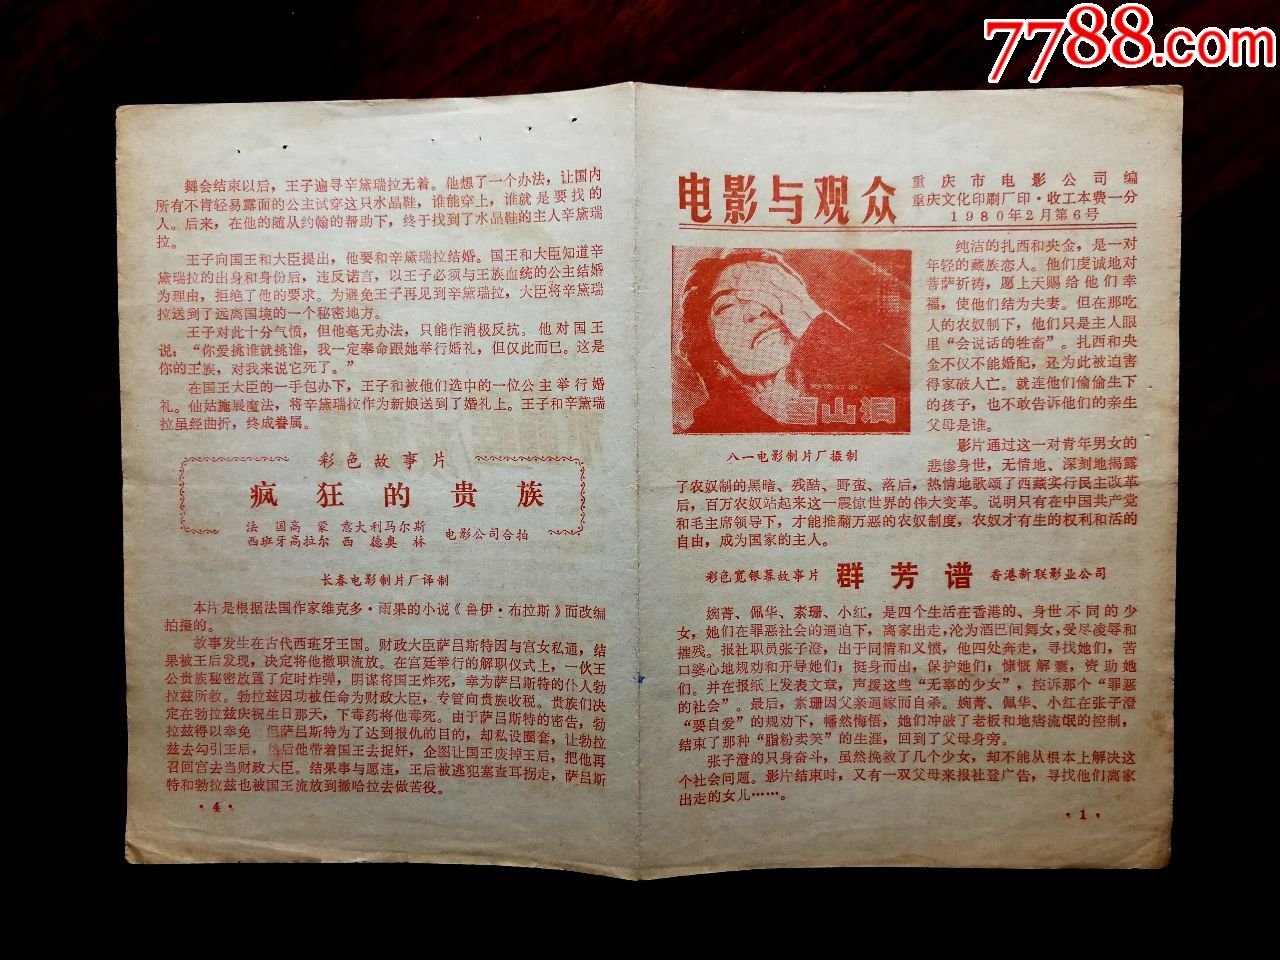 7788.com
舞会结束以后，王子遍寻辛黛瑞拉无着。他想了一个办法，让国内
所有不肯轻易露面的公主试穿这只水晶鞋，谁能穿上，谁就是要找的
人。后来，在他的随从约翰的帮助下，终于找到了水晶鞋的主人辛黛瑞
拉。
王子向国王和大臣提出，他要和辛黛瑞拉结婚。国王和大臣知道辛
黛瑞拉的出身和身份后，违反诺言，以王子必须与王族血统的公主结婚
为理由，拒绝了他的要求。为避免王子再见到辛黛瑞拉，大臣将辛黛瑞
拉送到了远离国境的一个秘密地方。
王子对此十分气愤，但他毫无办法，只能作消极反抗。他对国王
说：“你爱挑谁就挑谁，我一定奉命跟她举行婚礼，但仅此而已。这是
你的王族，对我来说它死了。”
在国王大臣的一手包办下，王子和被他们选中的一位公主举行婚
礼。仙姑施展魔法，将辛黛瑞拉作为新娘送到了婚礼上。王子和辛黛瑞
拉虽经曲折，终成眷属。
彩色故事片
疯狂的贵族
法国高蒙 意大利马尔斯
西班牙高拉尔 西德奥林 电影公司合拍
长春电影制片厂译制
本片是根据法国作家维克多·雨果的小说《鲁伊·布拉斯》而改编
拍摄的。
故事发生在古代西班牙王国。财政大臣萨吕斯特因与宫女私通，结
果被王后发现，决定将他撤职流放。在宫廷举行的解职仪式上，一伙王
公贵族秘密放置了定时炸弹，阴谋将国王炸死，幸为萨吕斯特的仆人勃
拉兹所救。勃拉兹因功被任命为财政大臣，专管向贵族收税。贵族们决
定在勃拉兹庆祝生日那天，下毒药将他毒死。由于萨吕斯特的密告，勃
拉兹得以幸免。但萨吕斯特为了达到报仇的目的，却私设圈套，让勃拉
兹去勾引王后，然后他带着国王去捉奸，企图让国王废掉王后，把他再
召回宫去当财政大臣。结果事与愿违，王后被逃犯塞查耳拐走，萨吕斯
特和勃拉兹也被国王流放到撒哈拉去做苦役。
·4·
电影与观众
重庆市电影公司编
重庆文化印刷厂印·收工本费一分
1980年2月第6号
雪山泪
八一电影制片厂摄制
纯洁的扎西和央金，是一对
年轻的藏族恋人。他们虔诚地对
菩萨祈祷，愿上天赐给他们幸
福，使他们结为夫妻。但在那吃
人的农奴制下，他们只是主人眼
里“会说话的牲畜”。扎西和央
金不仅不能婚配，还为此被迫害
得家破人亡。就连他们偷偷生下
的孩子，也不敢告诉他们的亲生
父母是谁。
影片通过这一对青年男女的
悲惨身世，无情地、深刻地揭露
了农奴制的黑暗、残酷、野蛮、落后，热情地歌颂了西藏实行民主改革
后，百万农奴站起来这一震惊世界的伟大变革。说明只有在中国共产党
和毛主席领导下，才能推翻万恶的农奴制度，农奴才有生的权利和活的
自由，成为国家的主人。
彩色宽银幕故事片 群芳谱 香港新联影业公司
婉菁、佩华、素珊、小红，是四个生活在香港的、身世不同的少
女，她们在罪恶社会的逼迫下，离家出走，沦为酒巴间舞女，受尽凌辱和
摧残。报社职员张子澄，出于同情和义愤，他四处奔走，寻找她们，苦
口婆心地规劝和开导她们；挺身而出，保护她们；慷慨解囊，资助她
们。并在报纸上发表文章，声援这些“无辜的少女”，控诉那个“罪恶
的社会”。最后，素珊因父亲逼嫁而自杀。婉菁、佩华、小红在张子澄
“要自爱”的规劝下，幡然悔悟，她们冲破了老板和地痞流氓的控制，
结束了那种“脂粉卖笑”的生涯，回到了父母身旁。
张子澄的只身奋斗，虽然挽救了几个少女，却不能从根本上解决这
个社会问题。影片结束时，又有一双父母来报社登广告，寻找他们离家
出走的女儿……。
·1·